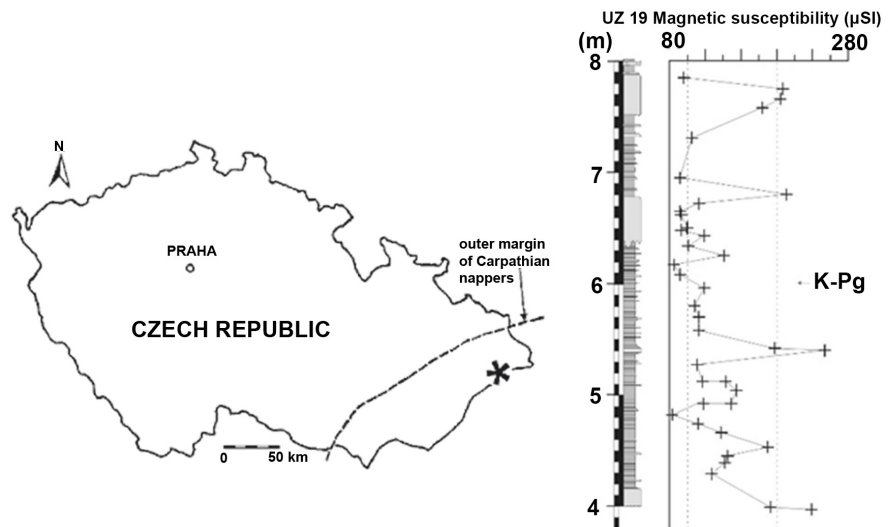 N
PRAHA
CZECH REPUBLIC
outer margin
of Carpathian
nappers
0 50 km
UZ 19 Magnetic susceptibility (µSI)
(m) 80 280
8
7
6
K-Pg
5
4